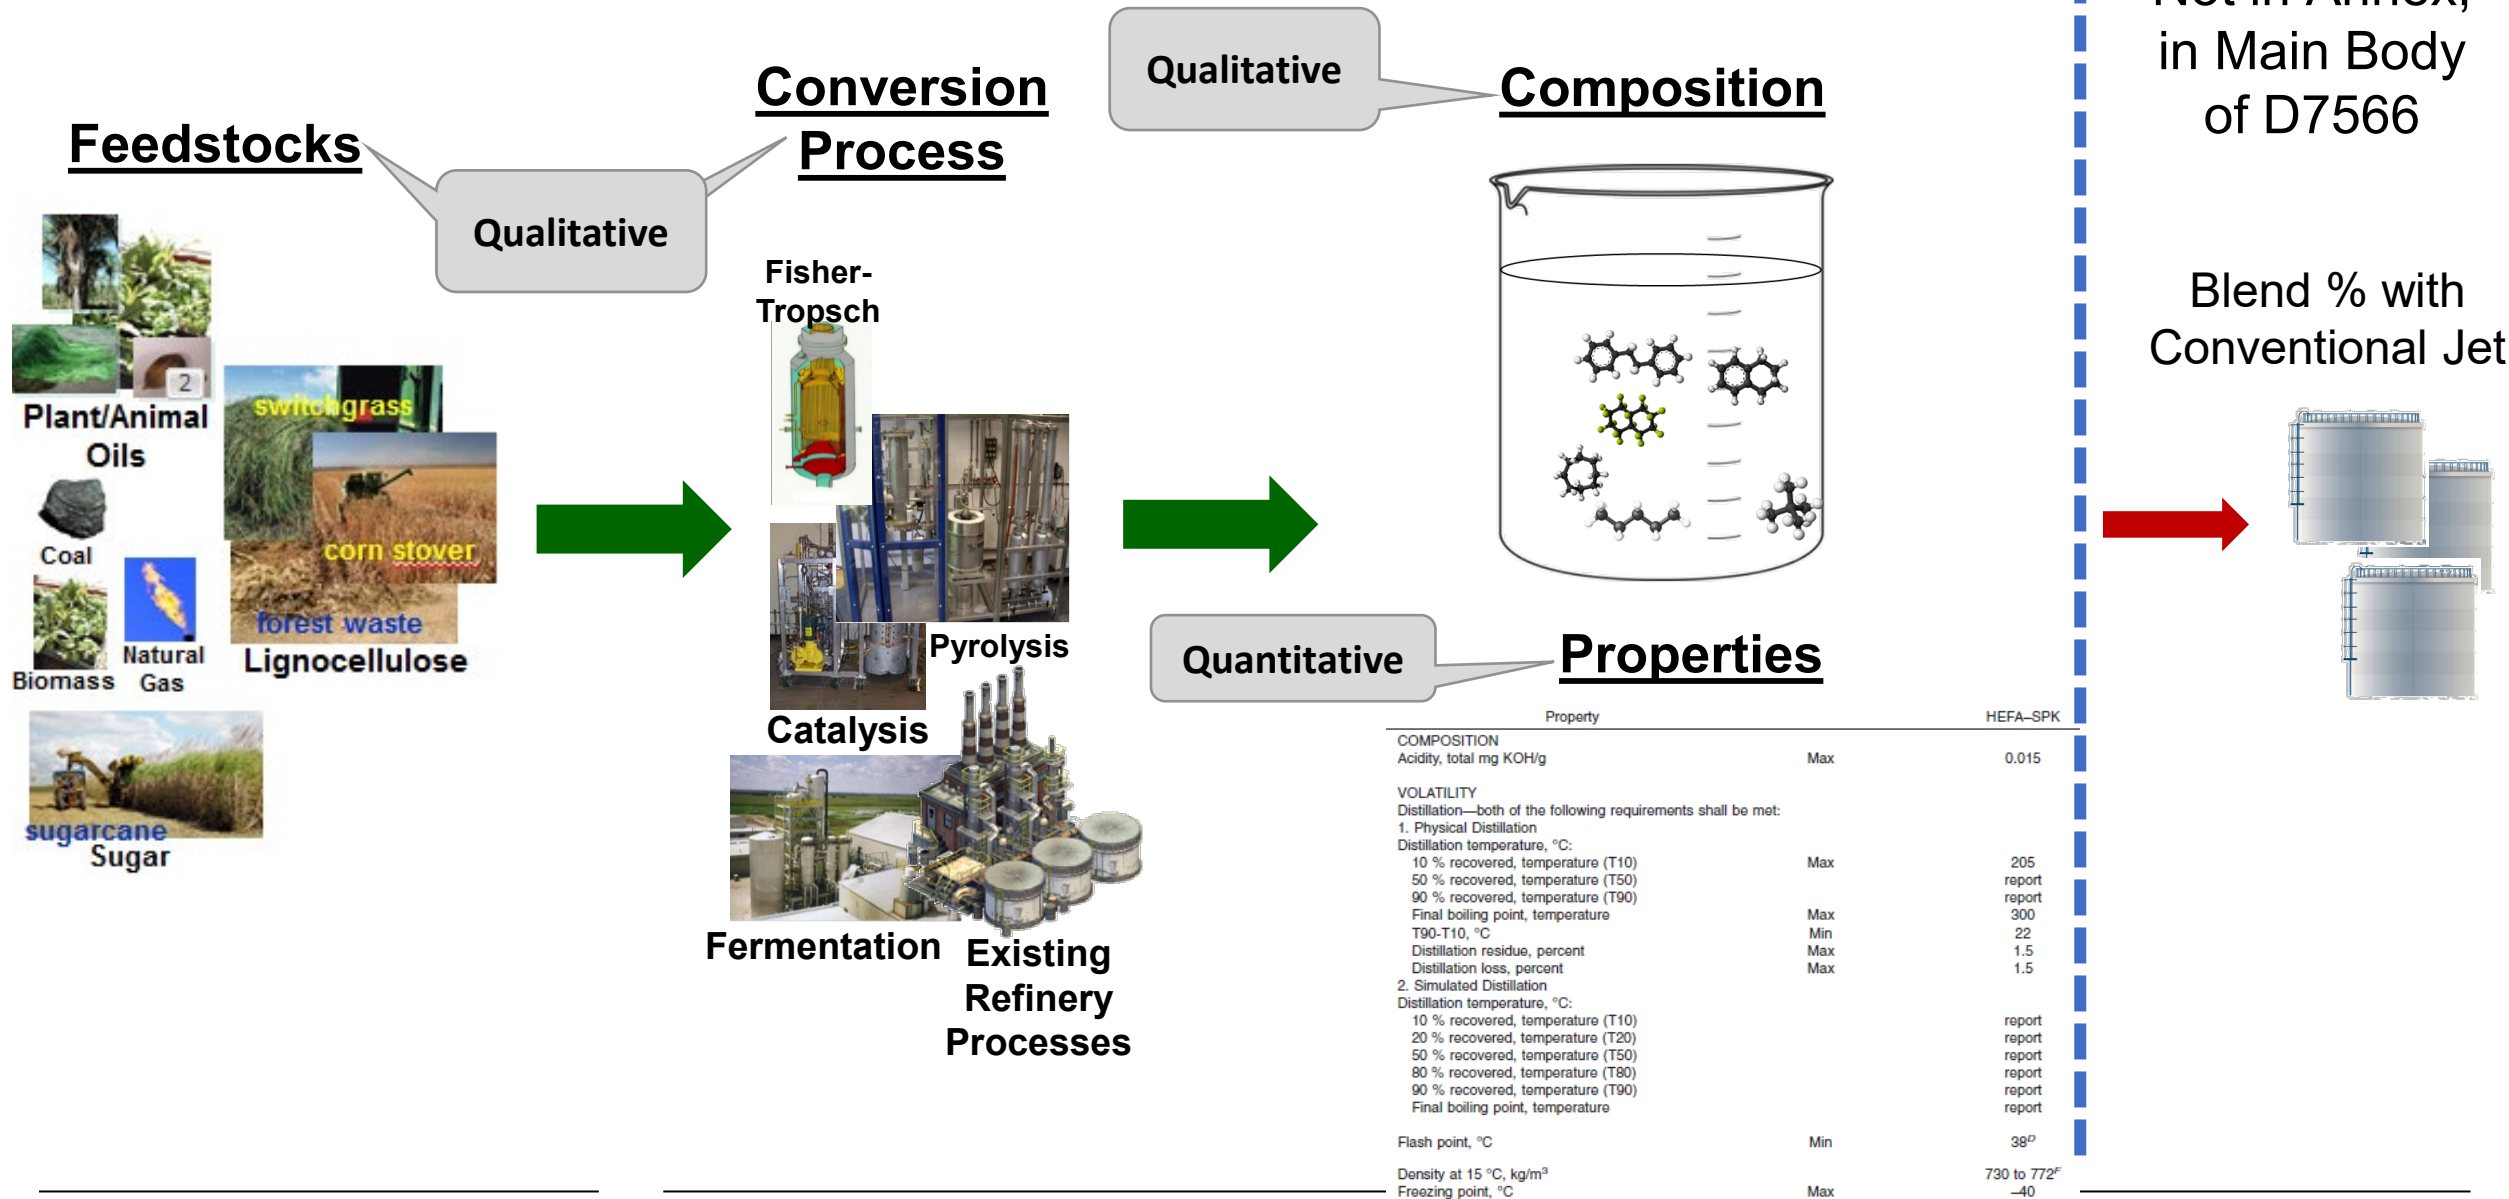 Feedstocks
Qualitative
Conversion
Process
Qualitative
Composition
Not in Annex,
in Main Body
of D7566
Plant/Animal
Oils
2
Coal
Biomass
Natural
Gas
switchgrass
corn stover
forest waste
Lignocellulose
sugarcane
Sugar
Fisher-
Tropsch
Pyrolysis
Catalysis
Fermentation
Existing
Refinery
Processes
Blend % with
Conventional Jet
Quantitative
Properties
Property HEFA–SPK
COMPOSITION
Acidity, total mg KOH/g Max 0.015
VOLATILITY
Distillation—both of the following requirements shall be met:
1. Physical Distillation
Distillation temperature, °C:
10 % recovered, temperature (T10) Max 205
50 % recovered, temperature (T50) report
90 % recovered, temperature (T90) report
Final boiling point, temperature Max 300
T90-T10, °C Min 22
Distillation residue, percent Max 1.5
Distillation loss, percent Max 1.5
2. Simulated Distillation
Distillation temperature, °C:
10 % recovered, temperature (T10) report
20 % recovered, temperature (T20) report
50 % recovered, temperature (T50) report
80 % recovered, temperature (T80) report
90 % recovered, temperature (T90) report
Final boiling point, temperature report
Flash point, °C Min 38D
Density at 15 °C, kg/m³ 730 to 772E
Freezing point, °C Max –40